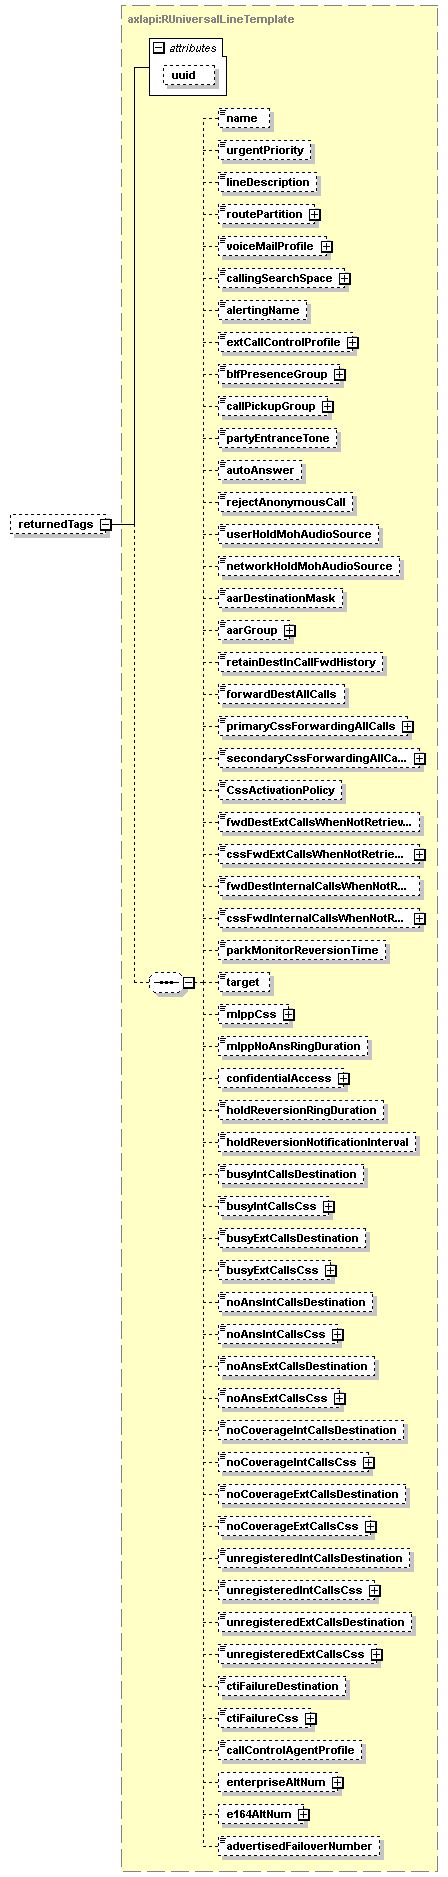 axlapi:RUniversalLineTemplate
attributes
uuid
name
urgentPriority
lineDescription
routePartition
voiceMailProfile
callingSearchSpace
alertingName
extCallControlProfile
blfPresenceGroup
callPickupGroup
partyEntranceTone
autoAnswer
rejectAnonymousCall
returnedTags
userHoldMohAudioSource
networkHoldMohAudioSource
aarDestinationMask
aarGroup
retainDestInCallFwdHistory
forwardDestAllCalls
primaryCssForwardingAllCalls
secondaryCssForwardingAllCa...
CssActivationPolicy
fwdDestExtCallsWhenNotRetriev...
cssFwdExtCallsWhenNotRetrie...
fwdDestInternalCallsWhenNotR...
cssFwdInternalCallsWhenNotR...
parkMonitorReversionTime
target
mlppCss
mlppNoAnsRingDuration
confidentialAccess
holdReversionRingDuration
holdReversionNotificationInterval
busyIntCallsDestination
busyIntCallsCss
busyExtCallsDestination
busyExtCallsCss
noAnsIntCallsDestination
noAnsIntCallsCss
noAnsExtCallsDestination
noAnsExtCallsCss
noCoverageIntCallsDestination
noCoverageIntCallsCss
noCoverageExtCallsDestination
noCoverageExtCallsCss
unregisteredIntCallsDestination
unregisteredIntCallsCss
unregisteredExtCallsDestination
unregisteredExtCallsCss
ctiFailureDestination
ctiFailureCss
callControlAgentProfile
enterpriseAltNum
e164AltNum
advertisedFailoverNumber